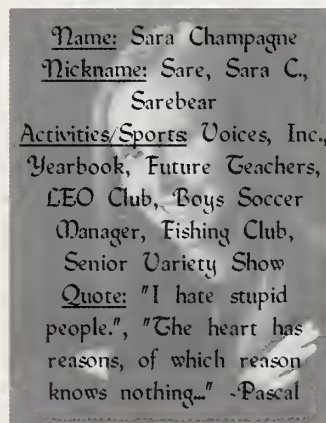 Name: Sara Champagne
Nickname: Sare, Sara C.,
Sarebear
Activities/Sports: Voices, Inc.,
Yearbook, Future Teachers,
LEO Club, Boys Soccer
Manager, Fishing Club,
Senior Variety Show
Quote: "I hate stupid
people.", "The heart has
reasons, of which reason
knows nothing..." -Pascal